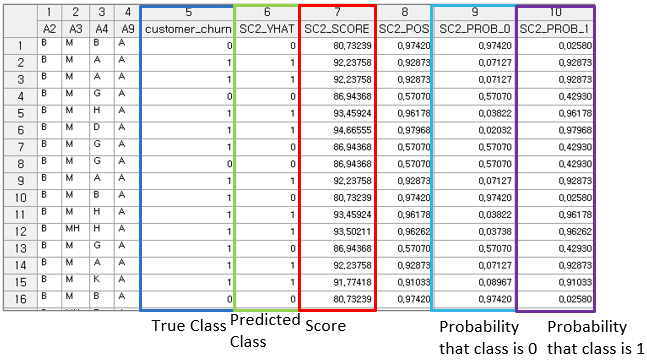 1 2 3 4 5 6 7 8 9 10
A2 A3 A4 A9 customer_churn SC2_YHAT SC2_SCORE SC2_POS SC2_PROB_0 SC2_PROB_1
1 B M B A 0 0 80,73239 0,97420 0,97420 0,02580
2 B M A A 1 1 92,23758 0,92873 0,07127 0,92873
3 B M A A 1 1 92,23758 0,92873 0,07127 0,92873
4 B M G A 0 0 86,94368 0,57070 0,57070 0,42930
5 B M H A 1 1 93,45924 0,96178 0,03822 0,96178
6 B M D A 1 1 94,66555 0,97968 0,02032 0,97968
7 B M G A 1 0 86,94368 0,57070 0,57070 0,42930
8 B M G A 0 0 86,94368 0,57070 0,57070 0,42930
9 B M A A 1 1 92,23758 0,92873 0,07127 0,92873
10 B M B A 1 0 80,73239 0,97420 0,97420 0,02580
11 B M H A 1 1 93,45924 0,96178 0,03822 0,96178
12 B MH H A 1 1 93,50211 0,96262 0,03738 0,96262
13 B M G A 1 0 86,94368 0,57070 0,57070 0,42930
14 B M A A 1 1 92,23758 0,92873 0,07127 0,92873
15 B M K A 1 1 91,77418 0,91033 0,08967 0,91033
16 B M B A 0 0 80,73239 0,97420 0,97420 0,02580
True Class
Predicted
Class
Score
Probability
that class is 0
Probability
that class is 1